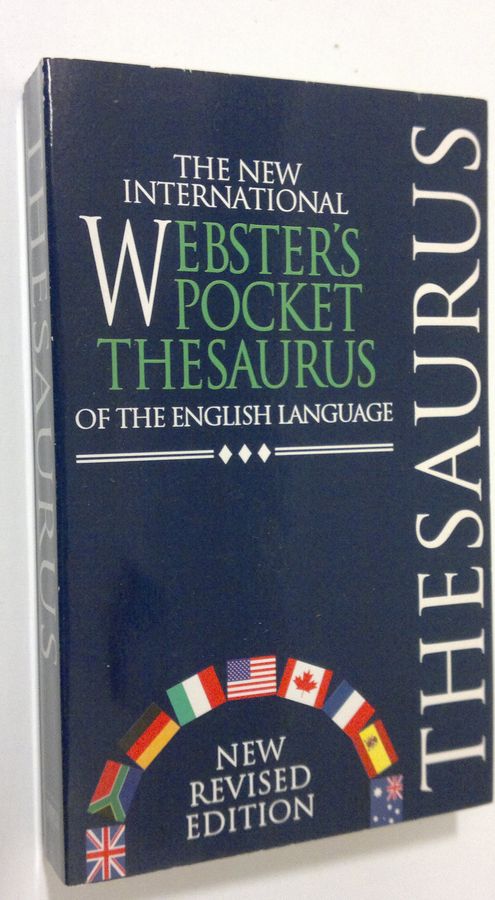 THE NEW
INTERNATIONAL
WEBSTER'S
POCKET
THESAURUS
OF THE ENGLISH LANGUAGE
NEW
REVISED
EDITION
THESAURUS
THESAURUS